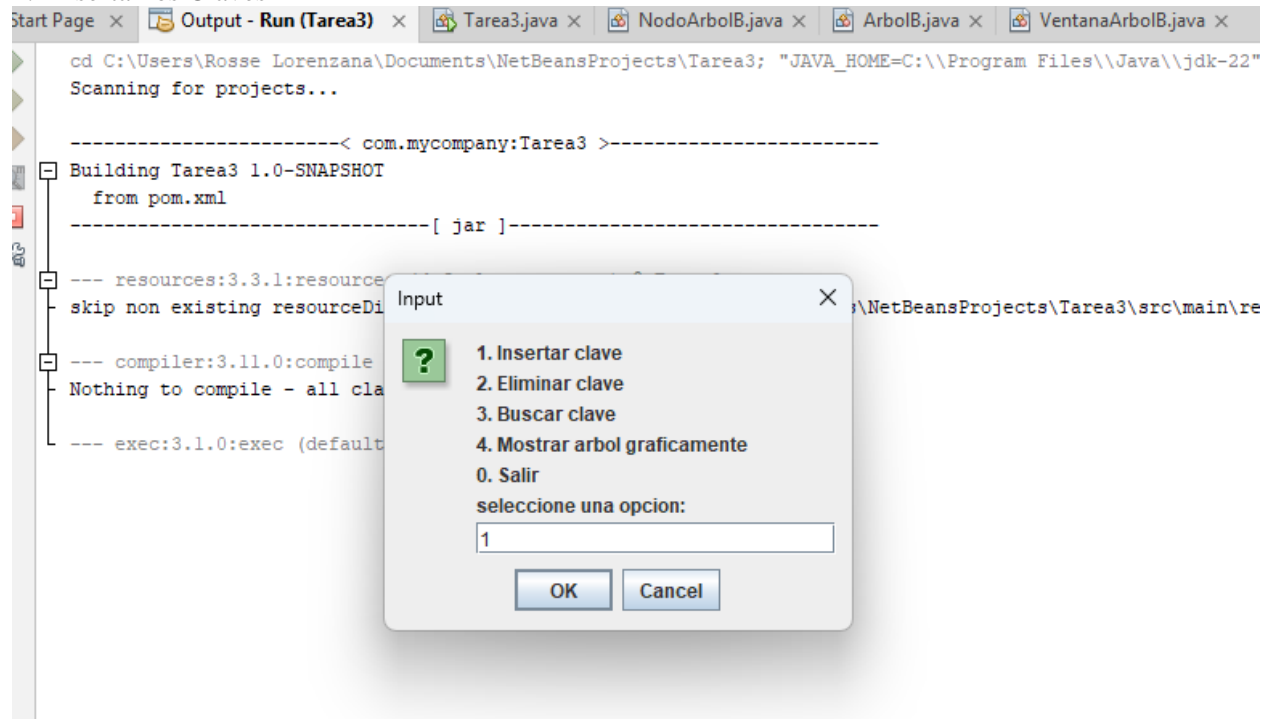 Start Page × Output - Run (Tarea3) × Tarea3.java × NodoArbolB.java × ArbolB.java × VentanaArbolB.java ×
cd C:\Users\Rosse Lorenzana\Documents\NetBeansProjects\Tarea3; "JAVA_HOME=C:\\Program Files\\Java\\jdk-22"
Scanning for projects...
------------------------< com.mycompany:Tarea3 >------------------------
Building Tarea3 1.0-SNAPSHOT
from pom.xml
--------------------------------[ jar ]---------------------------------
--- resources:3.3.1:resource
skip non existing resourceDi \NetBeansProjects\Tarea3\src\main\re
--- compiler:3.11.0:compile
Nothing to compile - all cla
--- exec:3.1.0:exec (default
Input
1. Insertar clave
2. Eliminar clave
3. Buscar clave
4. Mostrar arbol graficamente
0. Salir
seleccione una opcion:
1
OK Cancel